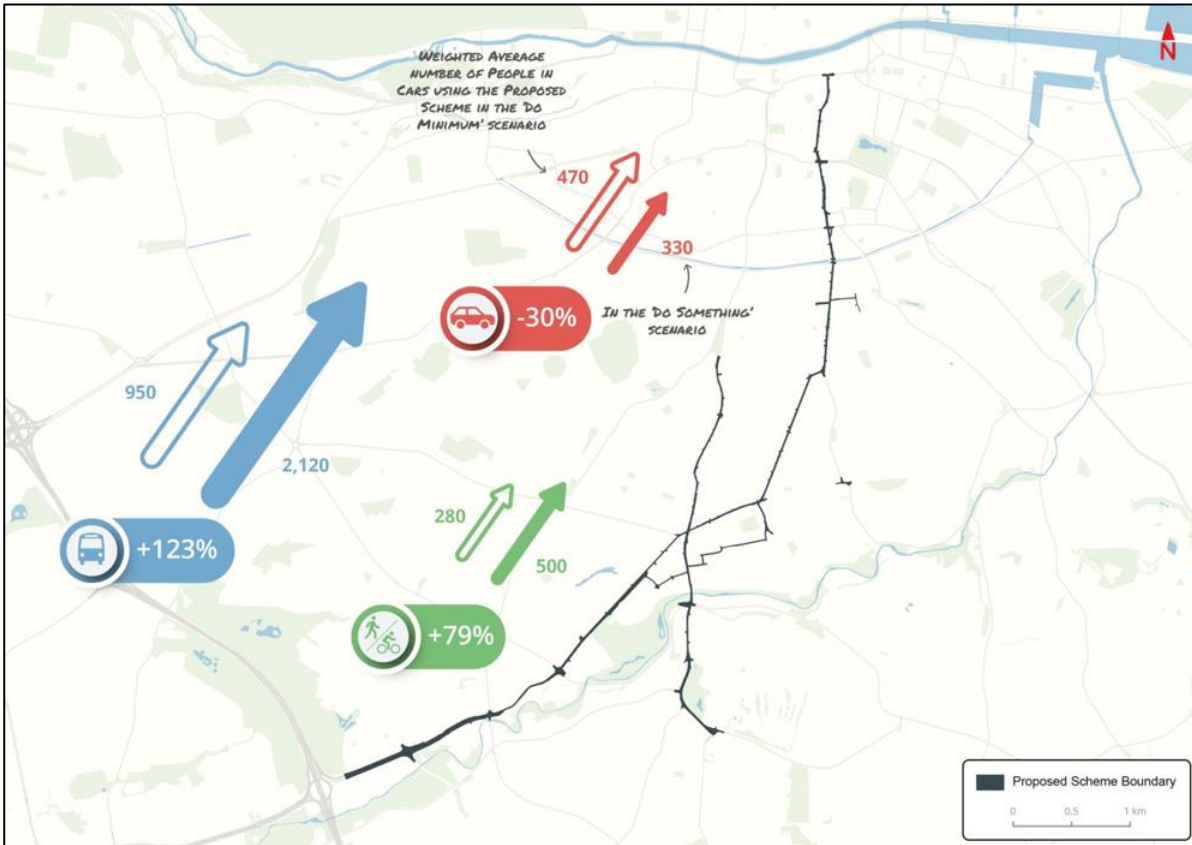 N
WEIGHTED AVERAGE
NUMBER OF PEOPLE IN
CARS USING THE PROPOSED
SCHEME IN THE 'DO
MINIMUM' SCENARIO
470
330
-30%
IN THE 'DO SOMETHING'
SCENARIO
950
2,120
+123%
280
500
+79%
Proposed Scheme Boundary
0 0.5 1 km